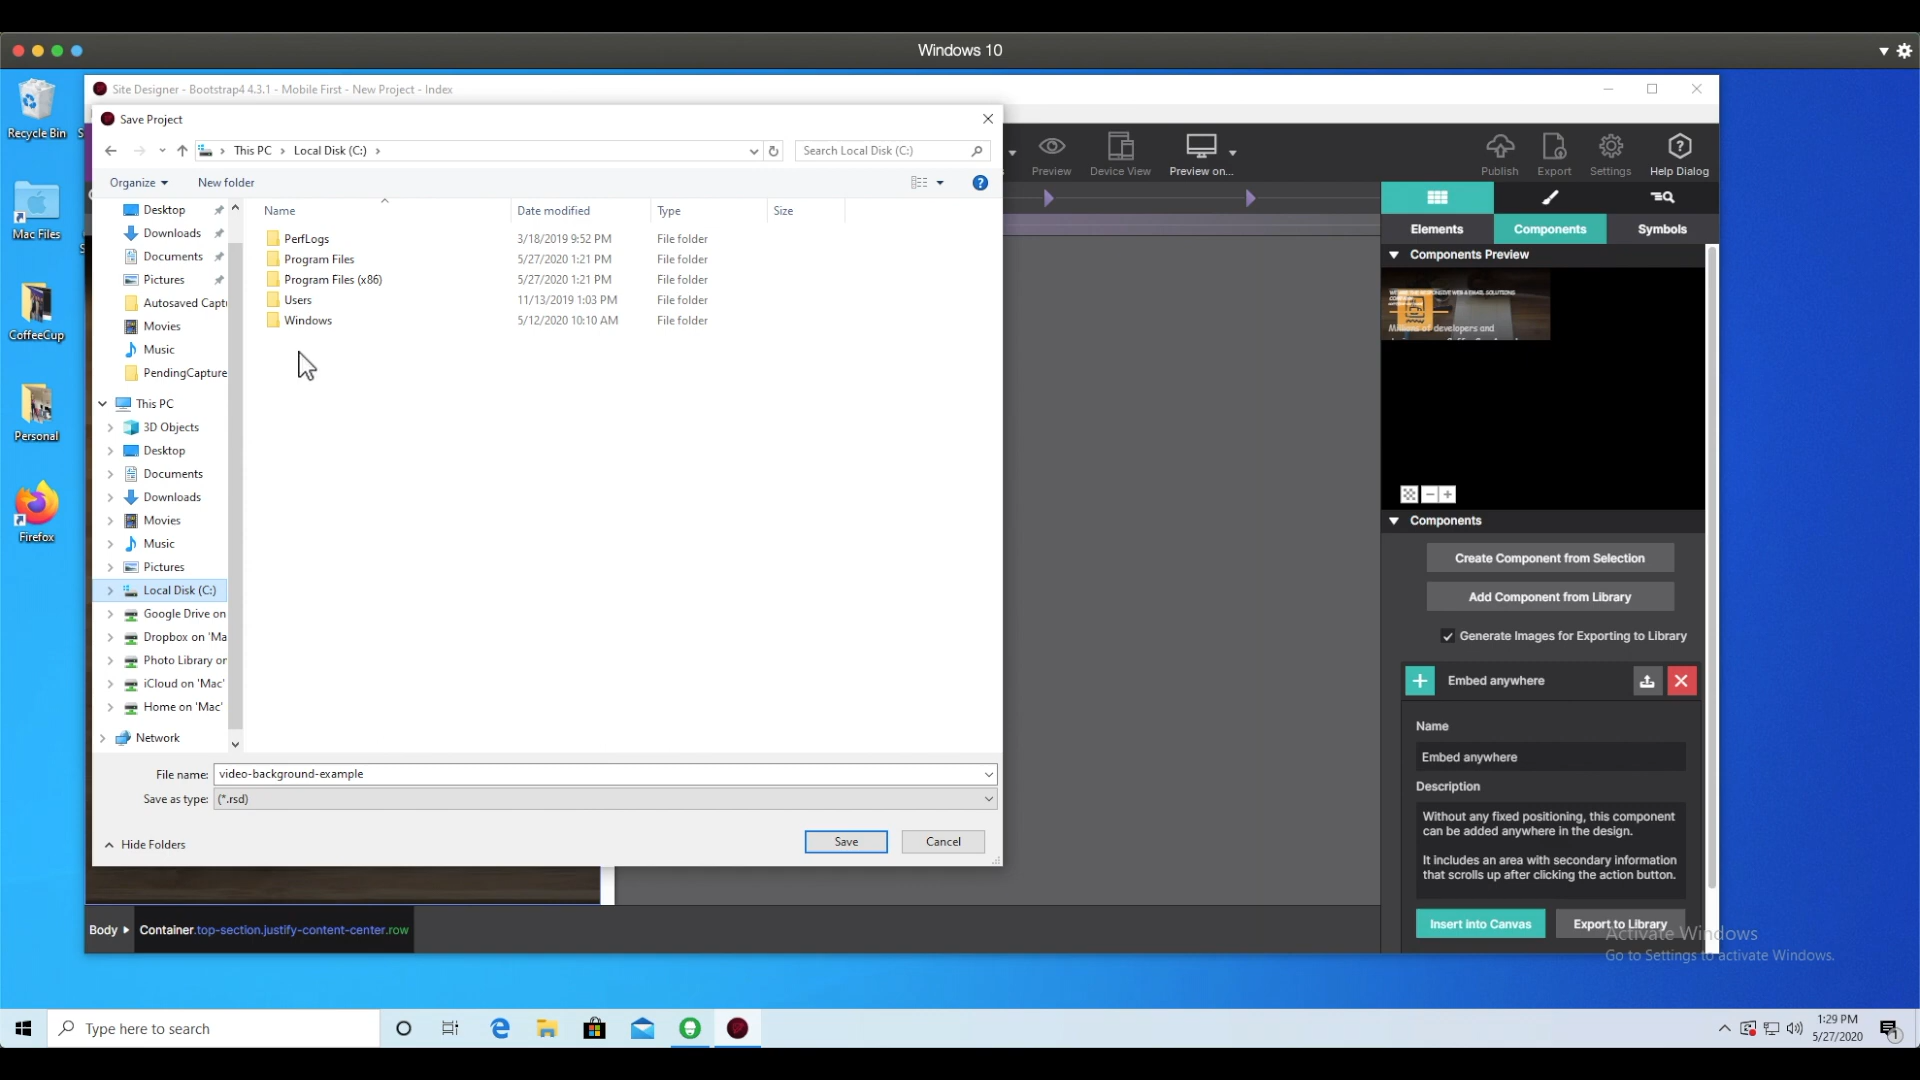 Windows 10
Recycle Bin
Mac Files
CoffeeCup
Personal
Firefox
Site Designer - Bootstrap4 4.3.1 - Mobile First - New Project - Index
Save Project
This PC
Local Disk (C:)
Search Local Disk (C:)
Organize
New folder
Desktop
Downloads
Documents
Pictures
Autosaved Capt
Movies
Music
PendingCapture
This PC
3D Objects
Desktop
Documents
Downloads
Movies
Music
Pictures
Local Disk (C:)
Google Drive on
Dropbox on 'Ma
Photo Library or
iCloud on 'Mac'
Home on 'Mac'
Network
Name Date modified Type Size
PerfLogs 3/18/2019 9:52 PM File folder
Program Files 5/27/2020 1:21 PM File folder
Program Files (x86) 5/27/2020 1:21 PM File folder
Users 11/13/2019 1:03 PM File folder
Windows 5/12/2020 10:10 AM File folder
File name: video-background-example
Save as type: (*.rsd)
Hide Folders
Save
Cancel
Preview
Device View
Preview on...
Publish
Export
Settings
Help Dialog
Elements
Components
Symbols
Components Preview
Millions of developers and
Components
Create Component from Selection
Add Component from Library
Generate Images for Exporting to Library
Embed anywhere
Name
Embed anywhere
Description
Without any fixed positioning, this component
can be added anywhere in the design.
It includes an area with secondary information
that scrolls up after clicking the action button.
Insert into Canvas
Export to Library
Activate Windows
Go to Settings to activate Windows.
Body
Container.top-section.justify-content-center.row
Type here to search
1:29 PM
5/27/2020
1